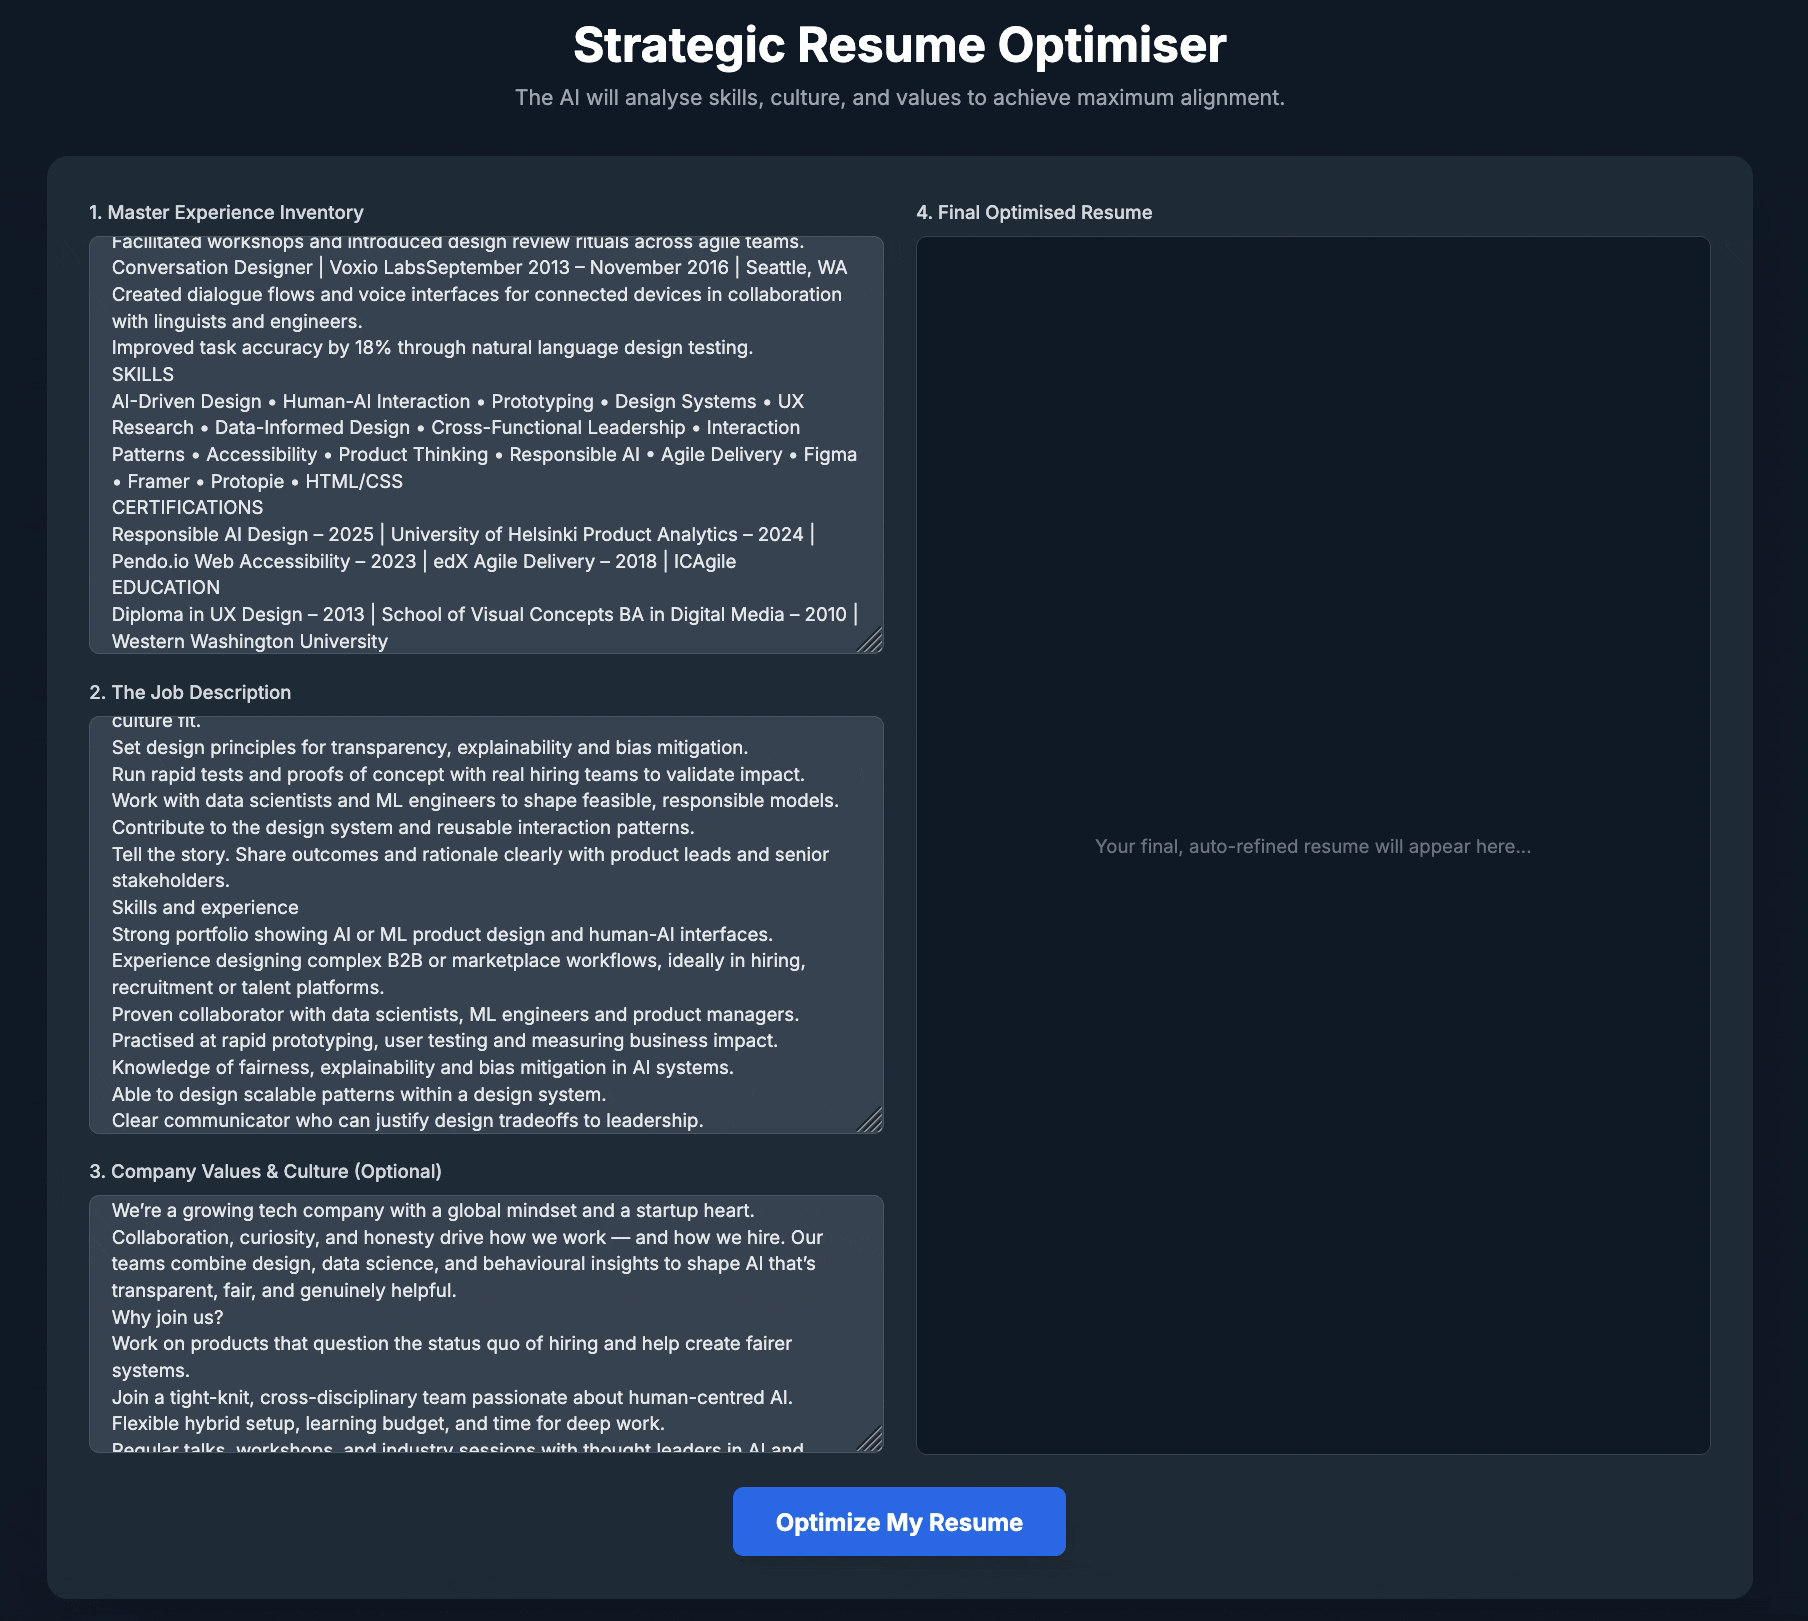 Strategic Resume Optimiser
The AI will analyse skills, culture, and values to achieve maximum alignment.
1. Master Experience Inventory
Facilitated workshops and introduced design review rituals across agile teams.
Conversation Designer | Voxio LabsSeptember 2013 – November 2016 | Seattle, WA
Created dialogue flows and voice interfaces for connected devices in collaboration
with linguists and engineers.
Improved task accuracy by 18% through natural language design testing.
SKILLS
AI-Driven Design • Human-AI Interaction • Prototyping • Design Systems • UX
Research • Data-Informed Design • Cross-Functional Leadership • Interaction
Patterns • Accessibility • Product Thinking • Responsible AI • Agile Delivery • Figma
• Framer • Protopie • HTML/CSS
CERTIFICATIONS
Responsible AI Design – 2025 | University of Helsinki Product Analytics – 2024 |
Pendo.io Web Accessibility – 2023 | edX Agile Delivery – 2018 | ICAgile
EDUCATION
Diploma in UX Design – 2013 | School of Visual Concepts BA in Digital Media – 2010 |
Western Washington University
2. The Job Description
culture fit.
Set design principles for transparency, explainability and bias mitigation.
Run rapid tests and proofs of concept with real hiring teams to validate impact.
Work with data scientists and ML engineers to shape feasible, responsible models.
Contribute to the design system and reusable interaction patterns.
Tell the story. Share outcomes and rationale clearly with product leads and senior
stakeholders.
Skills and experience
Strong portfolio showing AI or ML product design and human-AI interfaces.
Experience designing complex B2B or marketplace workflows, ideally in hiring,
recruitment or talent platforms.
Proven collaborator with data scientists, ML engineers and product managers.
Practised at rapid prototyping, user testing and measuring business impact.
Knowledge of fairness, explainability and bias mitigation in AI systems.
Able to design scalable patterns within a design system.
Clear communicator who can justify design tradeoffs to leadership.
3. Company Values & Culture (Optional)
We’re a growing tech company with a global mindset and a startup heart.
Collaboration, curiosity, and honesty drive how we work — and how we hire. Our
teams combine design, data science, and behavioural insights to shape AI that’s
transparent, fair, and genuinely helpful.
Why join us?
Work on products that question the status quo of hiring and help create fairer
systems.
Join a tight-knit, cross-disciplinary team passionate about human-centred AI.
Flexible hybrid setup, learning budget, and time for deep work.
Regular talks, workshops, and industry sessions with thought leaders in AI and
4. Final Optimised Resume
Your final, auto-refined resume will appear here...
Optimize My Resume